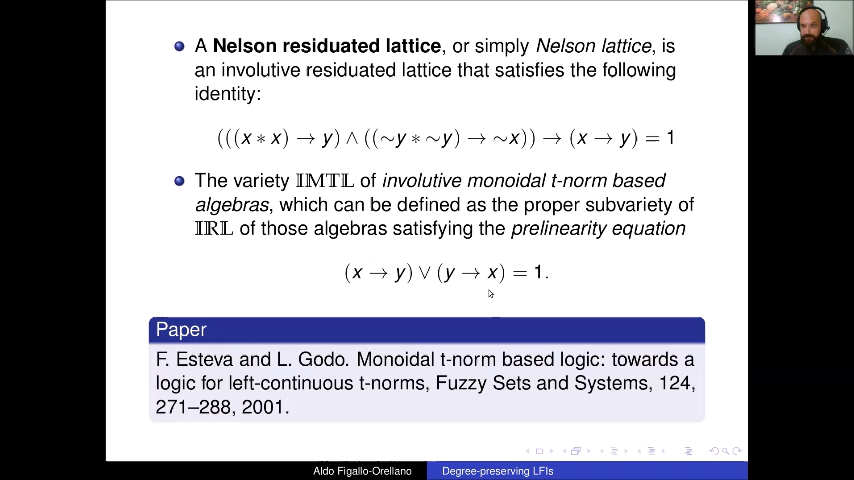 A Nelson residuated lattice, or simply Nelson lattice, is
an involutive residuated lattice that satisfies the following
identity:
(((x ∗ x) → y) ∧ ((∼y ∗ ∼y) → ∼x)) → (x → y) = 1
The variety 𝕀𝕄𝕋𝕃 of involutive monoidal t-norm based
algebras, which can be defined as the proper subvariety of
𝕀ℝ𝕃 of those algebras satisfying the prelinearity equation
(x → y) ∨ (y → x) = 1.
Paper
F. Esteva and L. Godo. Monoidal t-norm based logic: towards a
logic for left-continuous t-norms, Fuzzy Sets and Systems, 124,
271–288, 2001.
Aldo Figallo-Orellano
Degree-preserving LFIs